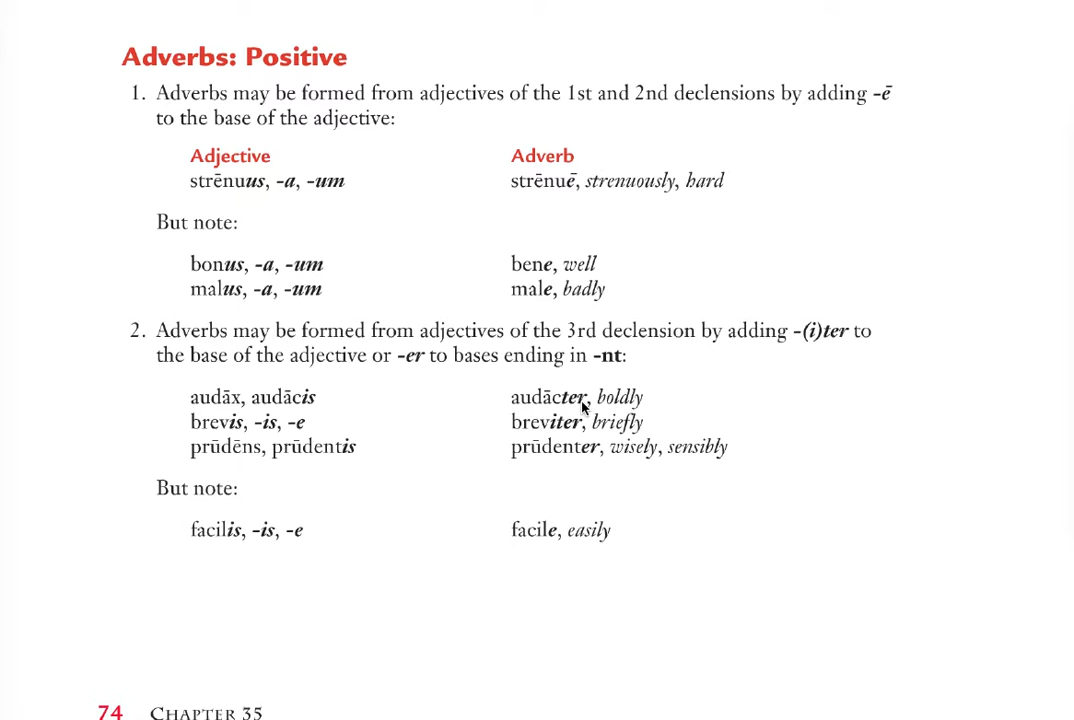 Adverbs: Positive
1. Adverbs may be formed from adjectives of the 1st and 2nd declensions by adding -ē
to the base of the adjective:
Adjective Adverb
strēnuus, -a, -um strēnuē, strenuously, hard
But note:
bonus, -a, -um bene, well
malus, -a, -um male, badly
2. Adverbs may be formed from adjectives of the 3rd declension by adding -(i)ter to
the base of the adjective or -er to bases ending in -nt:
audāx, audācis audācter, boldly
brevis, -is, -e breviter, briefly
prūdēns, prūdentis prūdenter, wisely, sensibly
But note:
facilis, -is, -e facile, easily
74 CHAPTER 35